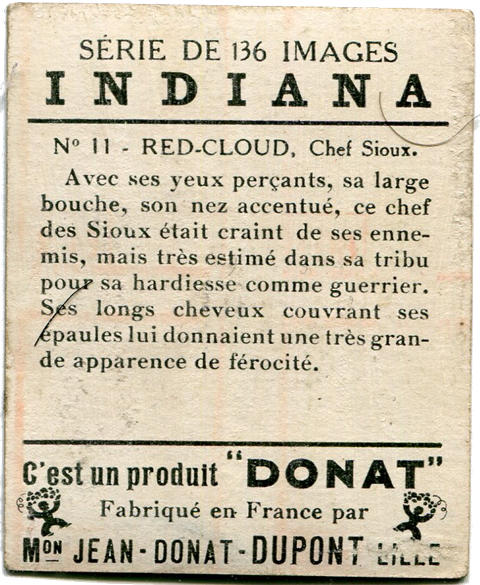 SÉRIE DE 136 IMAGES
INDIANA
Nº 11 - RED-CLOUD, Chef Sioux.
Avec ses yeux perçants, sa large
bouche, son nez accentué, ce chef
des Sioux était craint de ses enne-
mis, mais très estimé dans sa tribu
pour sa hardiesse comme guerrier.
Ses longs cheveux couvrant ses
épaules lui donnaient une très gran-
de apparence de férocité.
C'est un produit "DONAT"
Fabriqué en France par
MON JEAN-DONAT-DUPONT LILLE